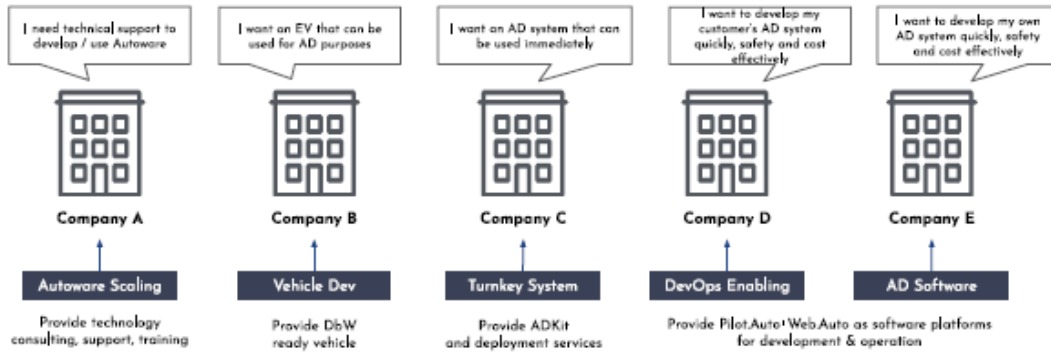 I need technical support to
develop / use Autoware
I want an EV that can be
used for AD purposes
I want an AD system that can
be used immediately
I want to develop my
customer's AD system
quickly, safety and cost
effectively
I want to develop my own
AD system quickly, safety
and cost effectively
Company A
Company B
Company C
Company D
Company E
Autoware Scaling
Vehicle Dev
Turnkey System
DevOps Enabling
AD Software
Provide technology
consulting, support, training
Provide DbW
ready vehicle
Provide ADKit
and deployment services
Provide Pilot.Auto・Web.Auto as software platforms
for development & operation